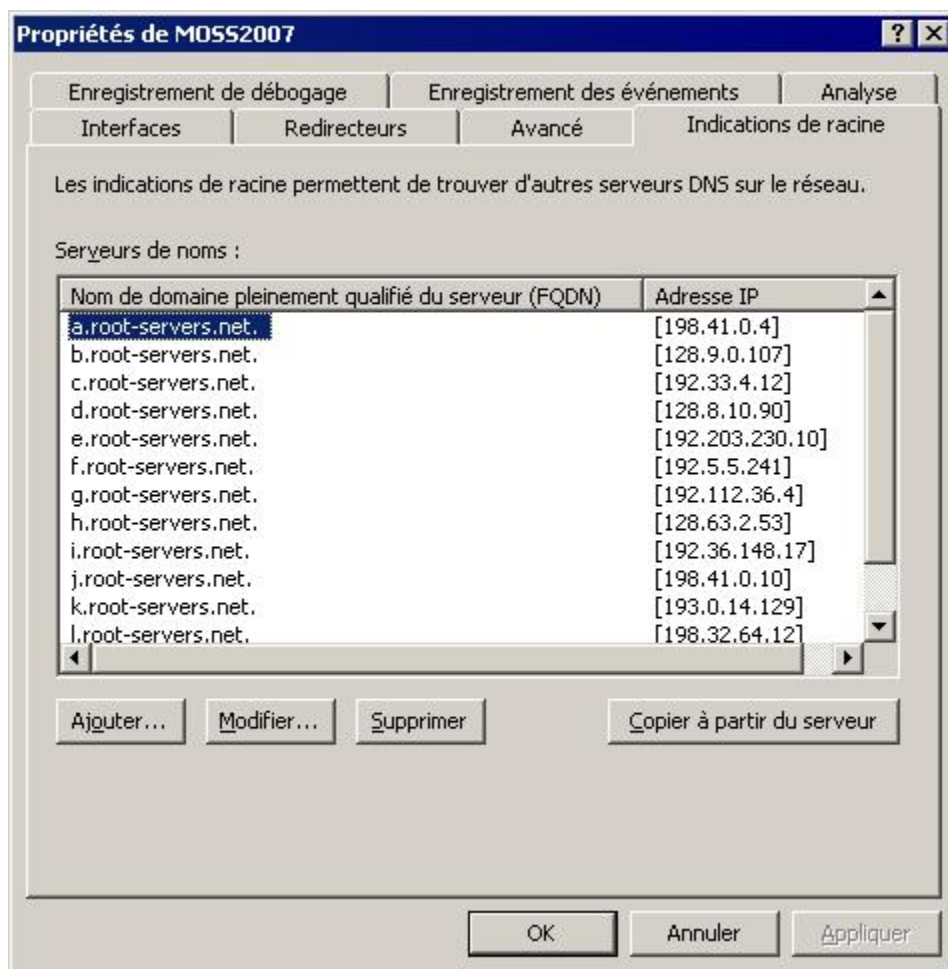 Propriétés de MOSS2007
Enregistrement de débogage Enregistrement des événements Analyse
Interfaces Redirecteurs Avancé Indications de racine
Les indications de racine permettent de trouver d'autres serveurs DNS sur le réseau.
Serveurs de noms :
Nom de domaine pleinement qualifié du serveur (FQDN) Adresse IP
a.root-servers.net. [198.41.0.4]
b.root-servers.net. [128.9.0.107]
c.root-servers.net. [192.33.4.12]
d.root-servers.net. [128.8.10.90]
e.root-servers.net. [192.203.230.10]
f.root-servers.net. [192.5.5.241]
g.root-servers.net. [192.112.36.4]
h.root-servers.net. [128.63.2.53]
i.root-servers.net. [192.36.148.17]
j.root-servers.net. [198.41.0.10]
k.root-servers.net. [193.0.14.129]
l.root-servers.net. [198.32.64.12]
Ajouter... Modifier... Supprimer Copier à partir du serveur
OK Annuler Appliquer